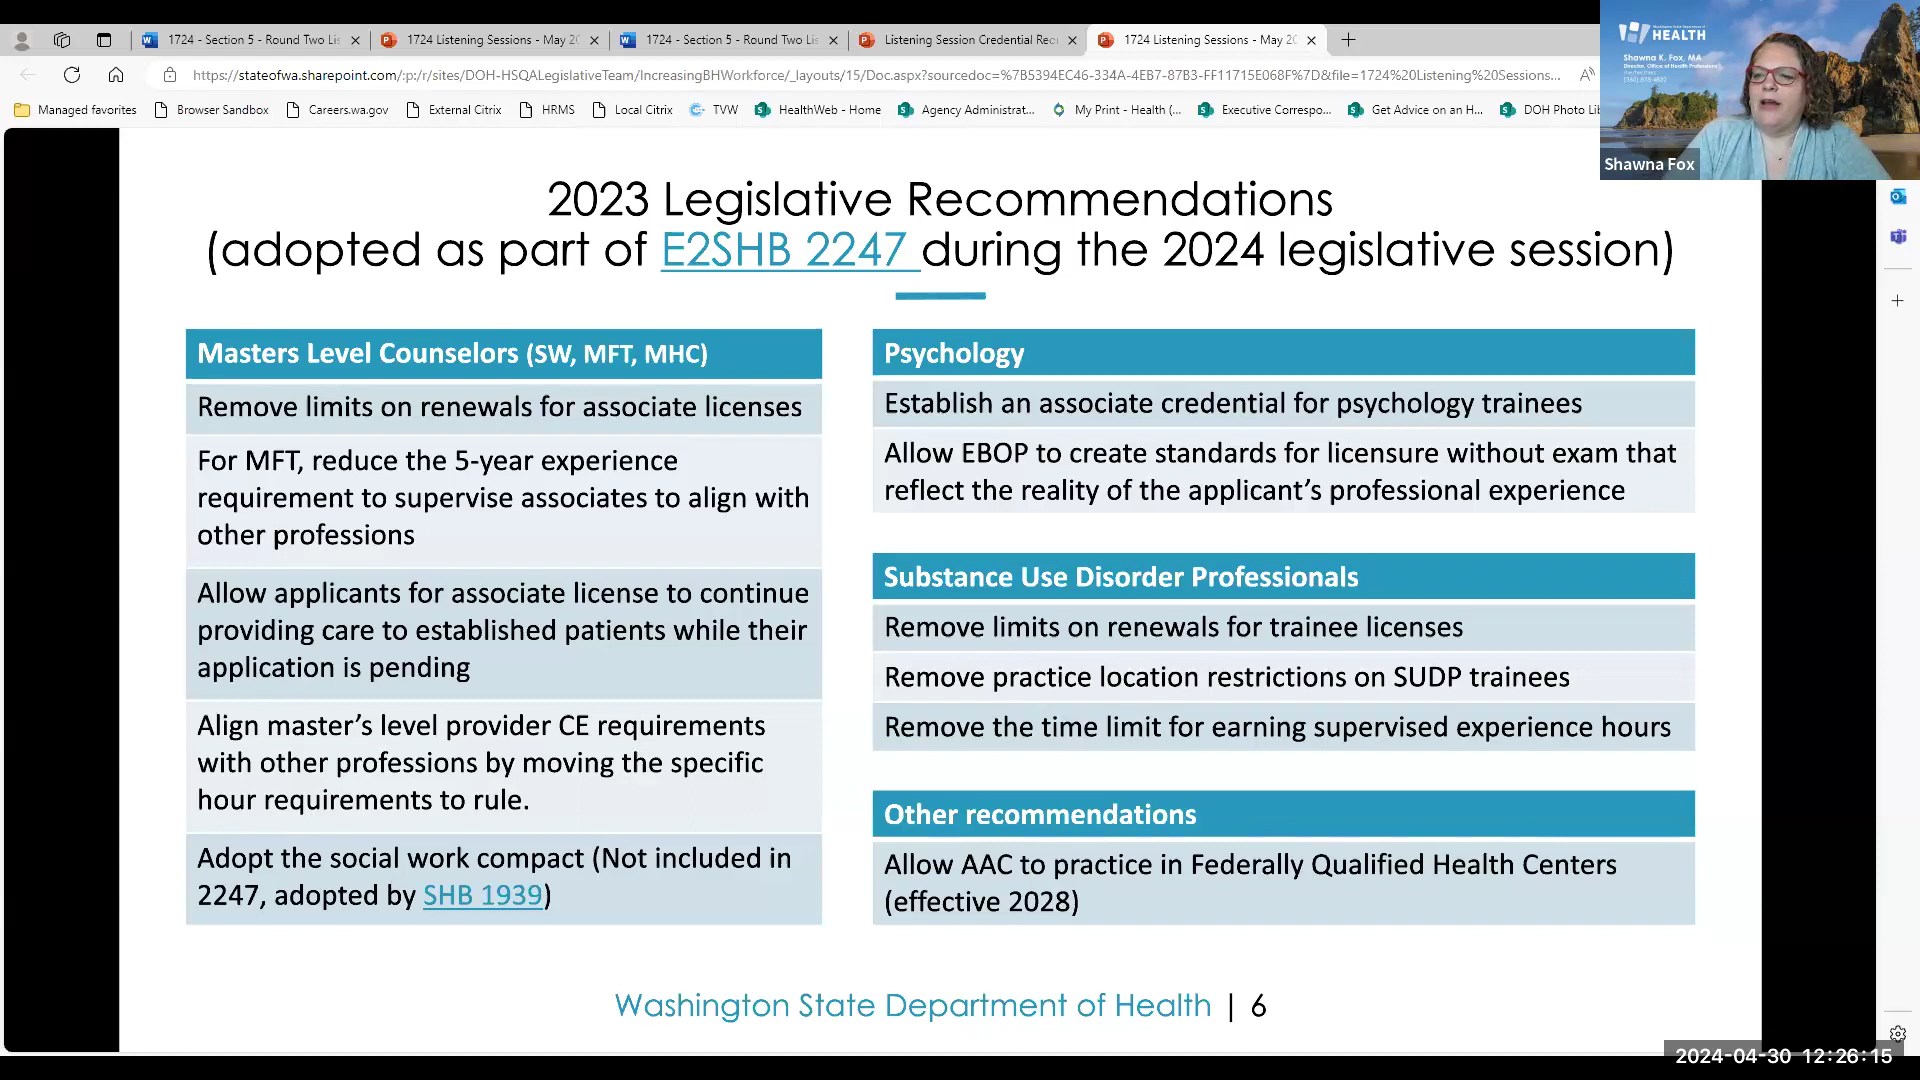 1724 - Section 5 - Round Two Lis
1724 Listening Sessions - May 20
1724 - Section 5 - Round Two Lis
Listening Session Credential Rec
1724 Listening Sessions - May 20
https://stateofwa.sharepoint.com/:p:/r/sites/DOH-HSQALegislativeTeam/IncreasingBHWorkforce/_layouts/15/Doc.aspx?sourcedoc=%7B5394EC46-334A-4EB7-87B3-FF11715E068F%7D&file=1724%20Listening%20Sessions...
Managed favorites
Browser Sandbox
Careers.wa.gov
External Citrix
HRMS
Local Citrix
TVW
HealthWeb - Home
Agency Administrat...
My Print - Health (...
Executive Correspo...
Get Advice on an H...
DOH Photo Lib
HEALTH
Shawna K. Fox, MA
Shawna Fox
2023 Legislative Recommendations
(adopted as part of E2SHB 2247 during the 2024 legislative session)
Masters Level Counselors (SW, MFT, MHC)
Remove limits on renewals for associate licenses
For MFT, reduce the 5-year experience
requirement to supervise associates to align with
other professions
Allow applicants for associate license to continue
providing care to established patients while their
application is pending
Align master’s level provider CE requirements
with other professions by moving the specific
hour requirements to rule.
Adopt the social work compact (Not included in
2247, adopted by SHB 1939)
Psychology
Establish an associate credential for psychology trainees
Allow EBOP to create standards for licensure without exam that
reflect the reality of the applicant’s professional experience
Substance Use Disorder Professionals
Remove limits on renewals for trainee licenses
Remove practice location restrictions on SUDP trainees
Remove the time limit for earning supervised experience hours
Other recommendations
Allow AAC to practice in Federally Qualified Health Centers
(effective 2028)
Washington State Department of Health | 6
2024-04-30 12:26:15